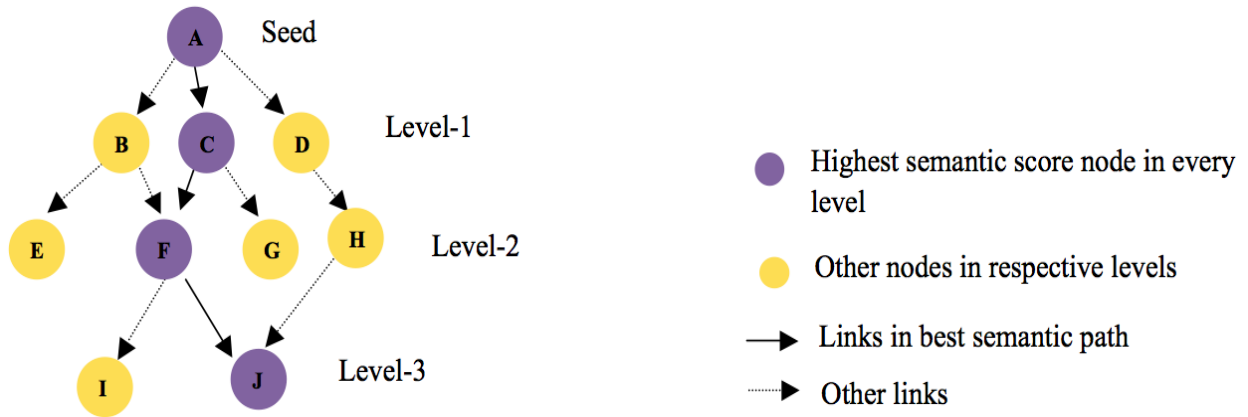 A Seed
B C D Level-1
E F G H Level-2
I J Level-3
Highest semantic score node in every
level
Other nodes in respective levels
Links in best semantic path
Other links